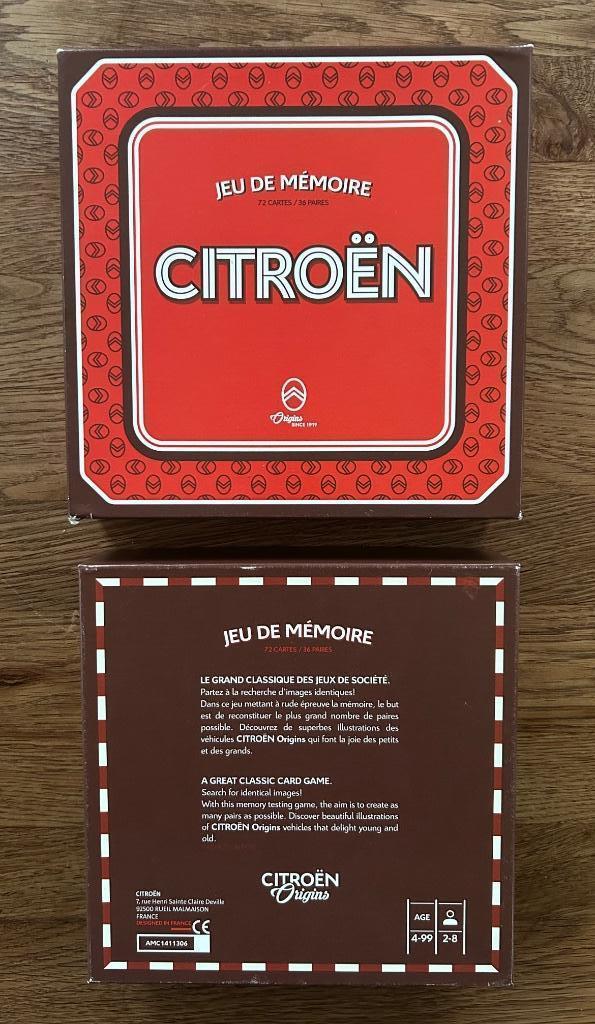 JEU DE MÉMOIRE
72 CARTES / 36 PAIRES
CITROËN
Origins
SINCE 1919
JEU DE MÉMOIRE
72 CARTES / 36 PAIRES
LE GRAND CLASSIQUE DES JEUX DE SOCIÉTÉ.
Partez à la recherche d'images identiques!
Dans ce jeu mettant à rude épreuve la mémoire, le but
est de reconstituer le plus grand nombre de paires
possible. Découvrez de superbes Illustrations des
véhicules CITROËN Origins qui font la joie des petits
et des grands.
A GREAT CLASSIC CARD GAME.
Search for identical images!
With this memory testing game, the aim is to create as
many pairs as possible. Discover beautiful illustrations
of CITROËN Origins vehicles that delight young and
old.
CITROËN
Origins
CITROËN
7, rue Henri Sainte Claire Deville
92500 RUEIL MALMAISON
FRANCE
DESIGNED IN FRANCE
CE
AMC1411306
AGE
4-99 2-8